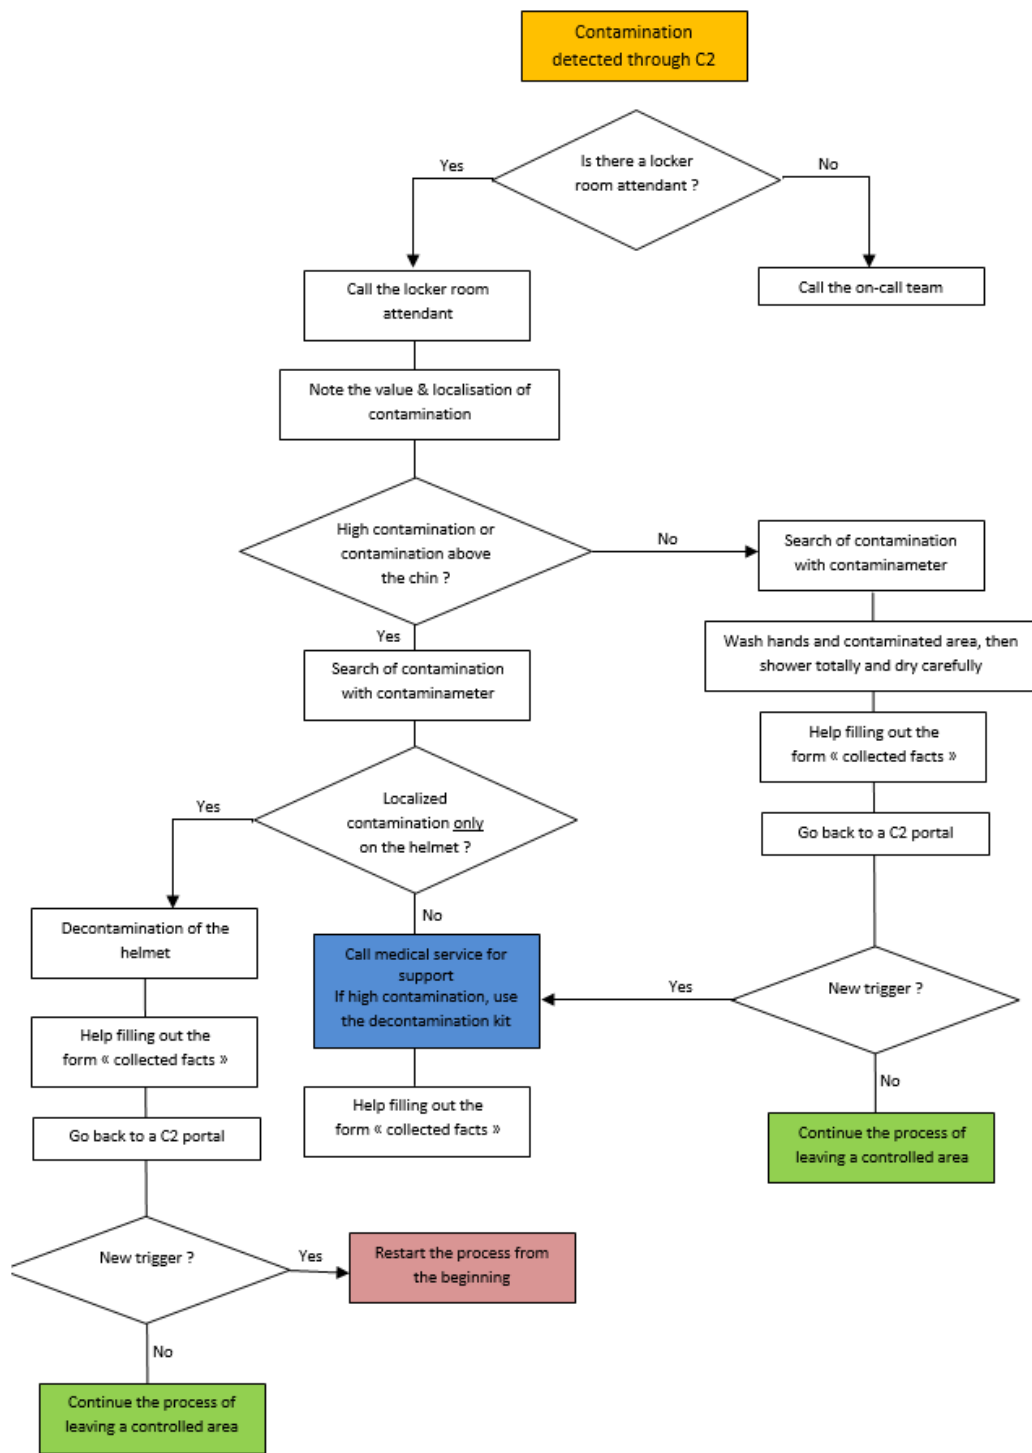 Contamination
detected through C2
Is there a locker
room attendant ?
Yes
No
Call the locker room
attendant
Call the on-call team
Note the value & localisation of
contamination
High contamination or
contamination above
the chin ?
No
Search of contamination
with contaminameter
Yes
Wash hands and contaminated area, then
shower totally and dry carefully
Search of contamination
with contaminameter
Help filling out the
form « collected facts »
Localized
contamination only
on the helmet ?
Yes
Go back to a C2 portal
No
Decontamination of the
helmet
Call medical service for
support
If high contamination, use
the decontamination kit
Yes
New trigger ?
Help filling out the
form « collected facts »
No
Help filling out the
form « collected facts »
Go back to a C2 portal
Continue the process of
leaving a controlled area
New trigger ?
Yes
Restart the process from
the beginning
No
Continue the process of
leaving a controlled area